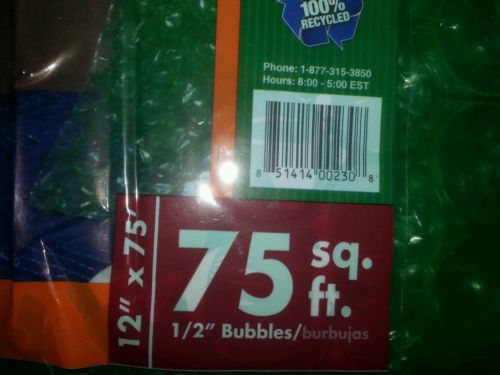 100%
RECYCLED
Phone: 1-877-315-3850
Hours: 8:00 - 5:00 EST
8 51414 00230 8
12" x 75'
75 sq. ft.
1/2" Bubbles/burbujas